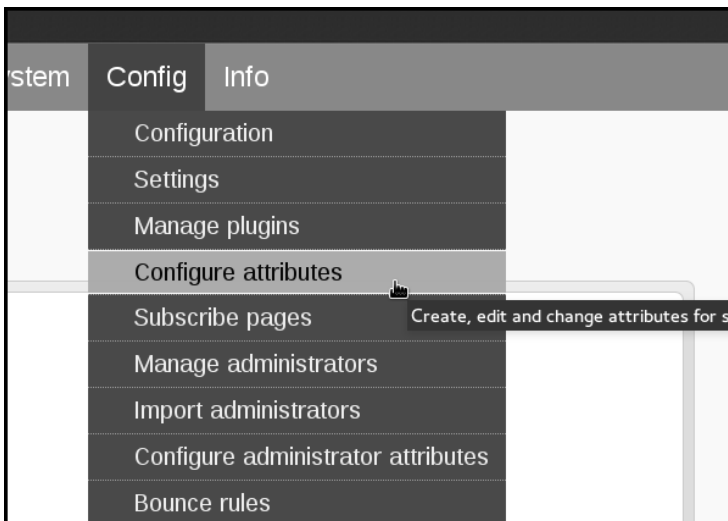 Config Info
Configuration
Settings
Manage plugins
Configure attributes
Subscribe pages
Create, edit and change attributes for
Manage administrators
Import administrators
Configure administrator attributes
Bounce rules